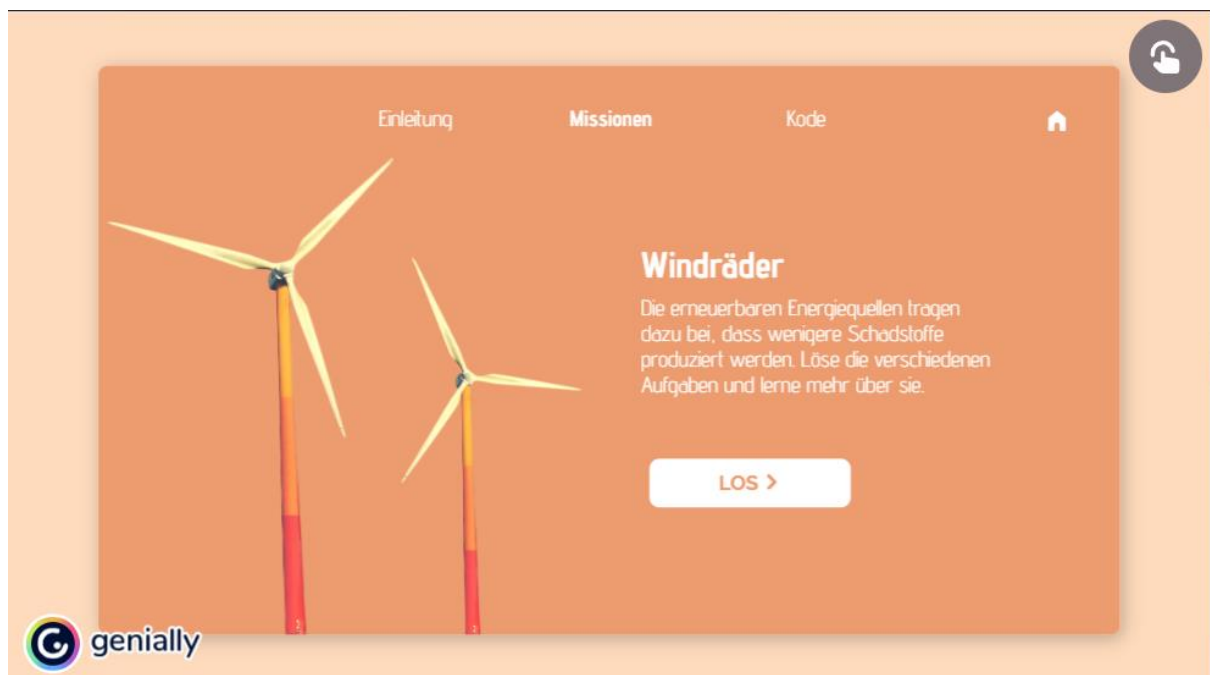 Einleitung Missionen Kode
Windräder
Die erneuerbaren Energiequellen tragen
dazu bei, dass wenigere Schadstoffe
produziert werden. Löse die verschiedenen
Aufgaben und lerne mehr über sie.
LOS >
genially